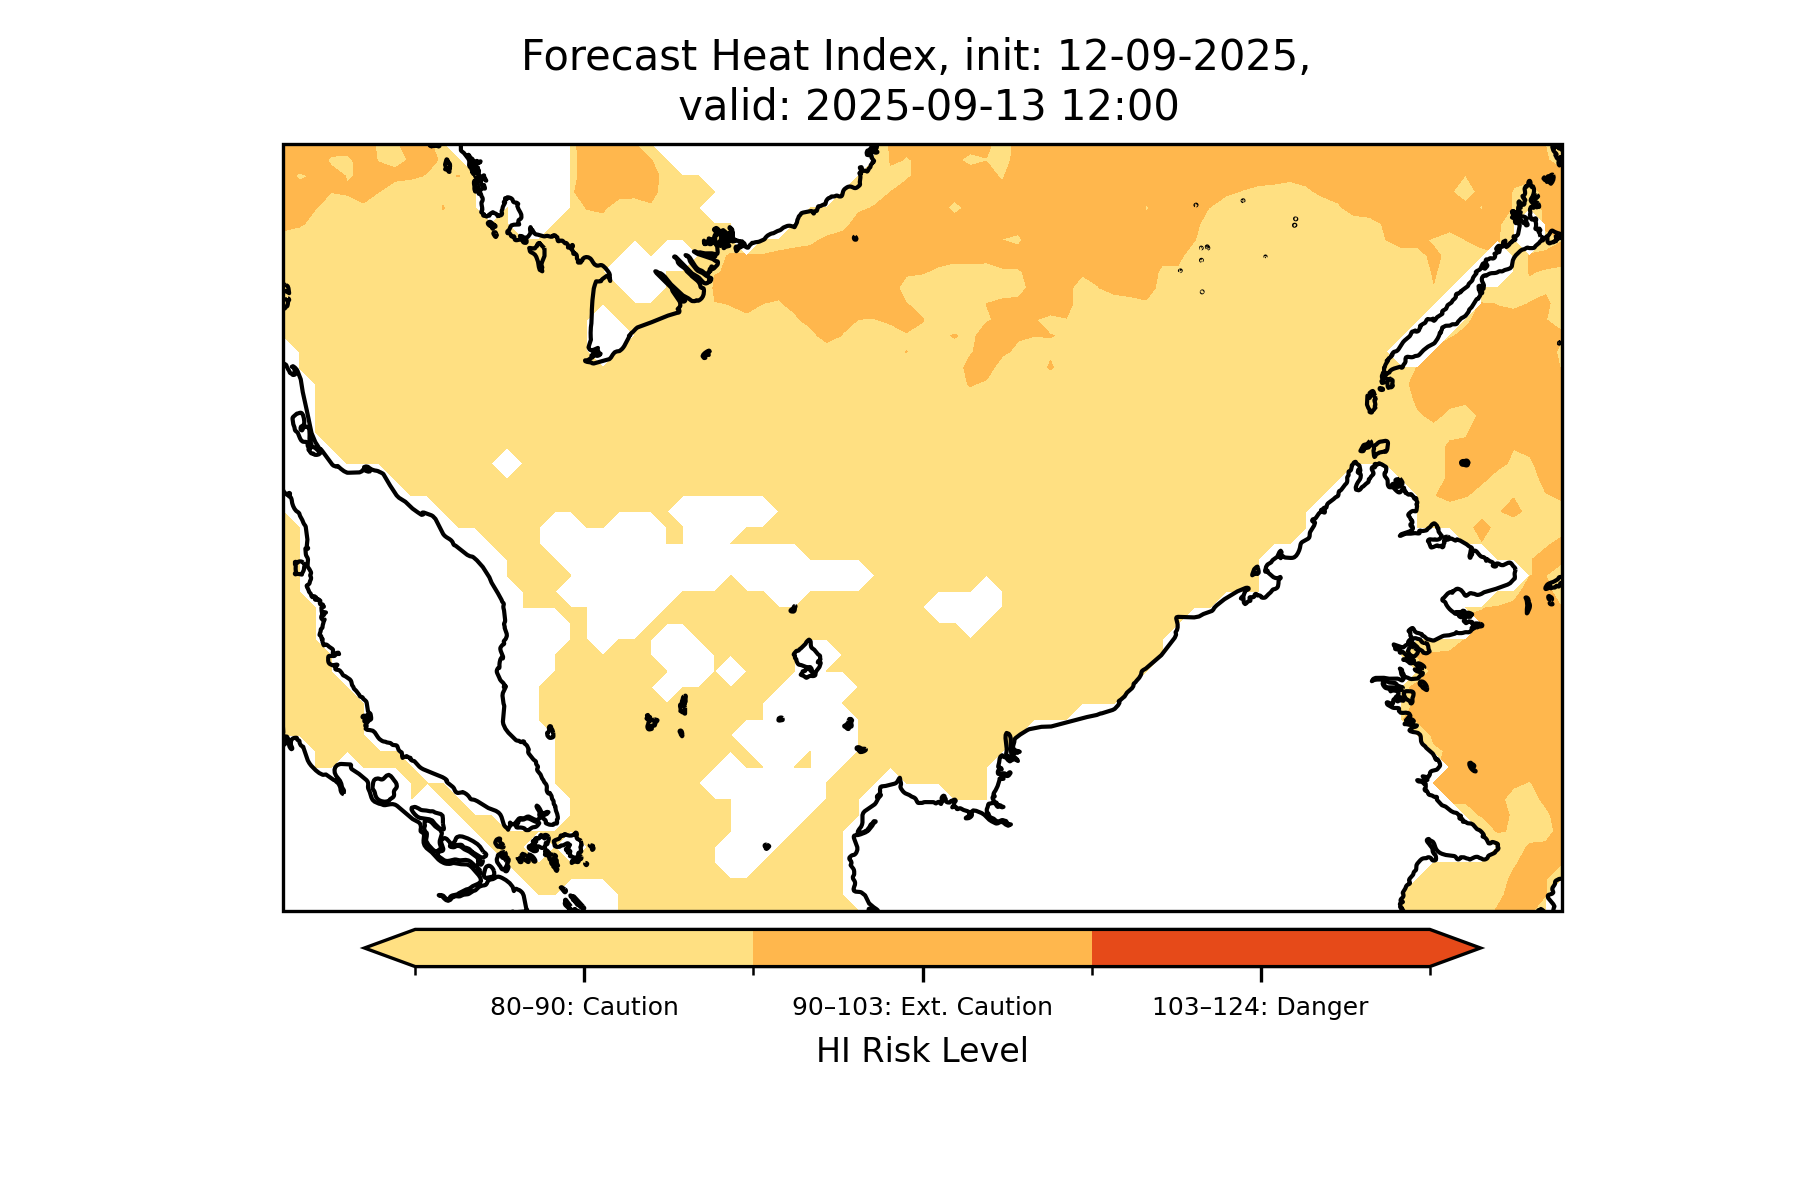 Forecast Heat Index, init: 12-09-2025,
valid: 2025-09-13 12:00
80–90: Caution
90–103: Ext. Caution
103–124: Danger
HI Risk Level